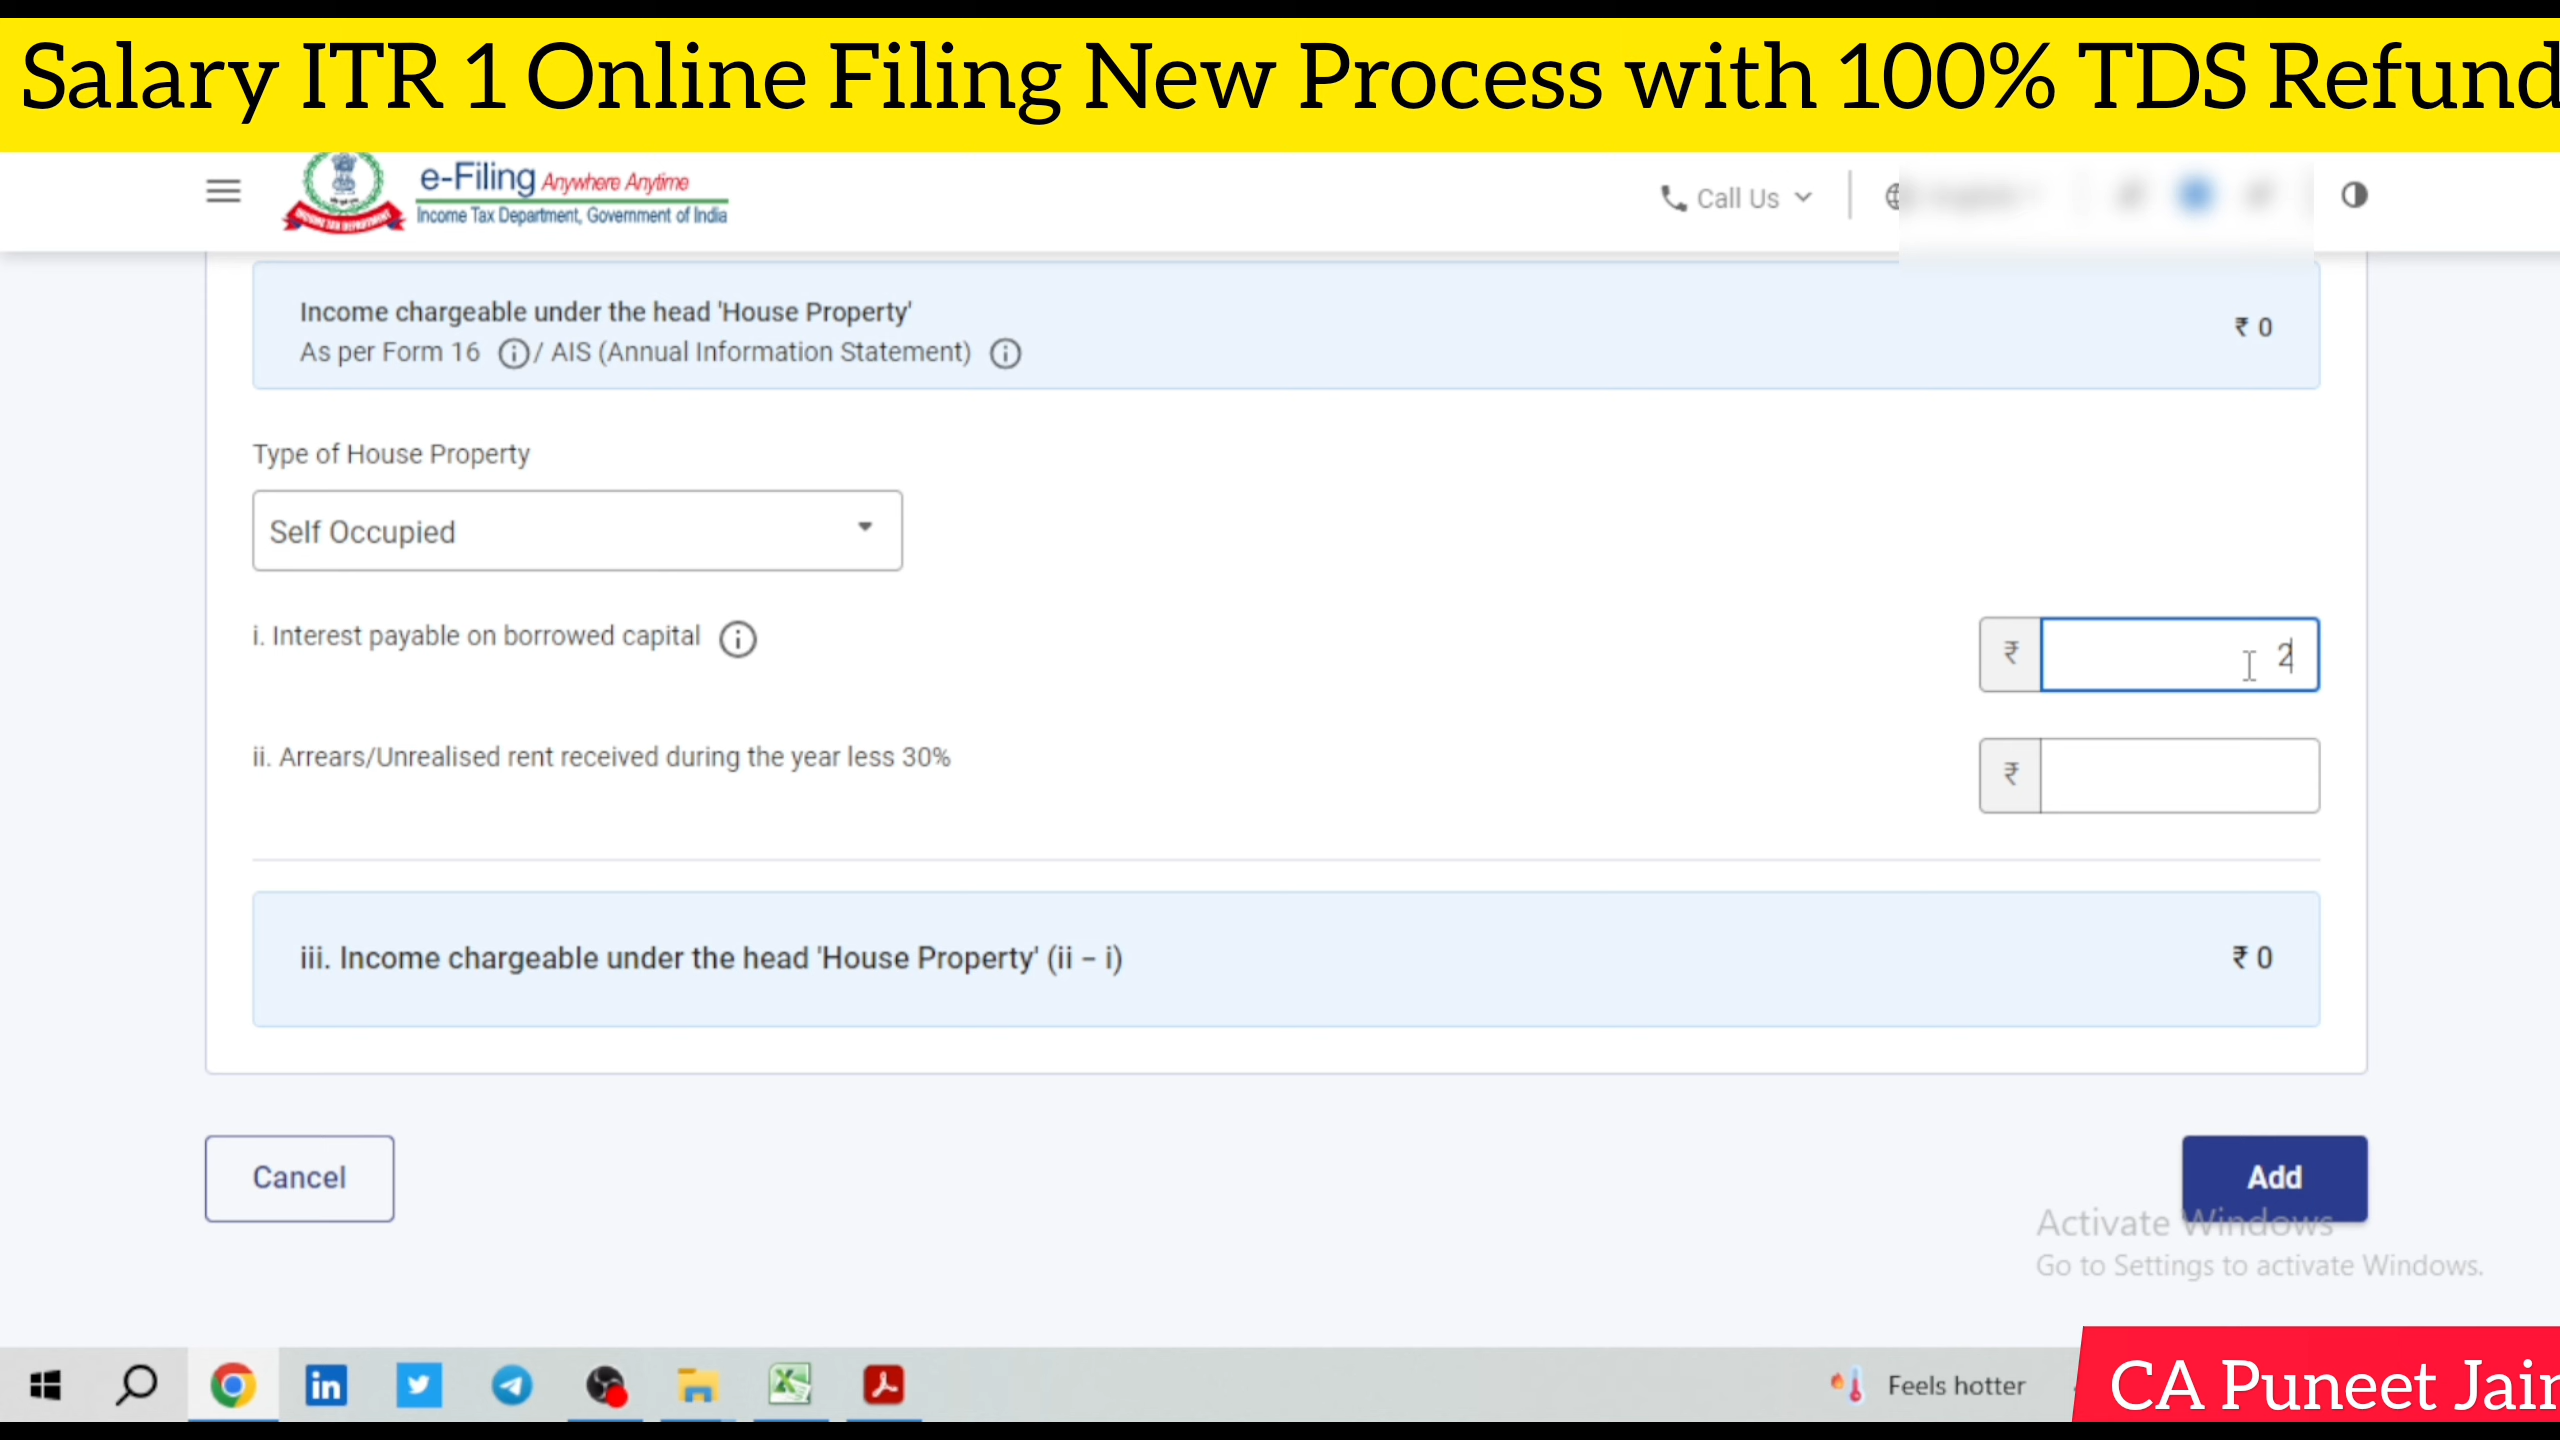 Salary ITR 1 Online Filing New Process with 100% TDS Refund
e-Filing Anywhere Anytime
Income Tax Department, Government of India
Call Us
Income chargeable under the head 'House Property'
₹ 0
As per Form 16 / AIS (Annual Information Statement)
Type of House Property
Self Occupied
i. Interest payable on borrowed capital
₹ 2
ii. Arrears/Unrealised rent received during the year less 30%
₹
iii. Income chargeable under the head 'House Property' (ii – i)
₹ 0
Cancel
Add
Activate Windows
Go to Settings to activate Windows.
Feels hotter
CA Puneet Jain